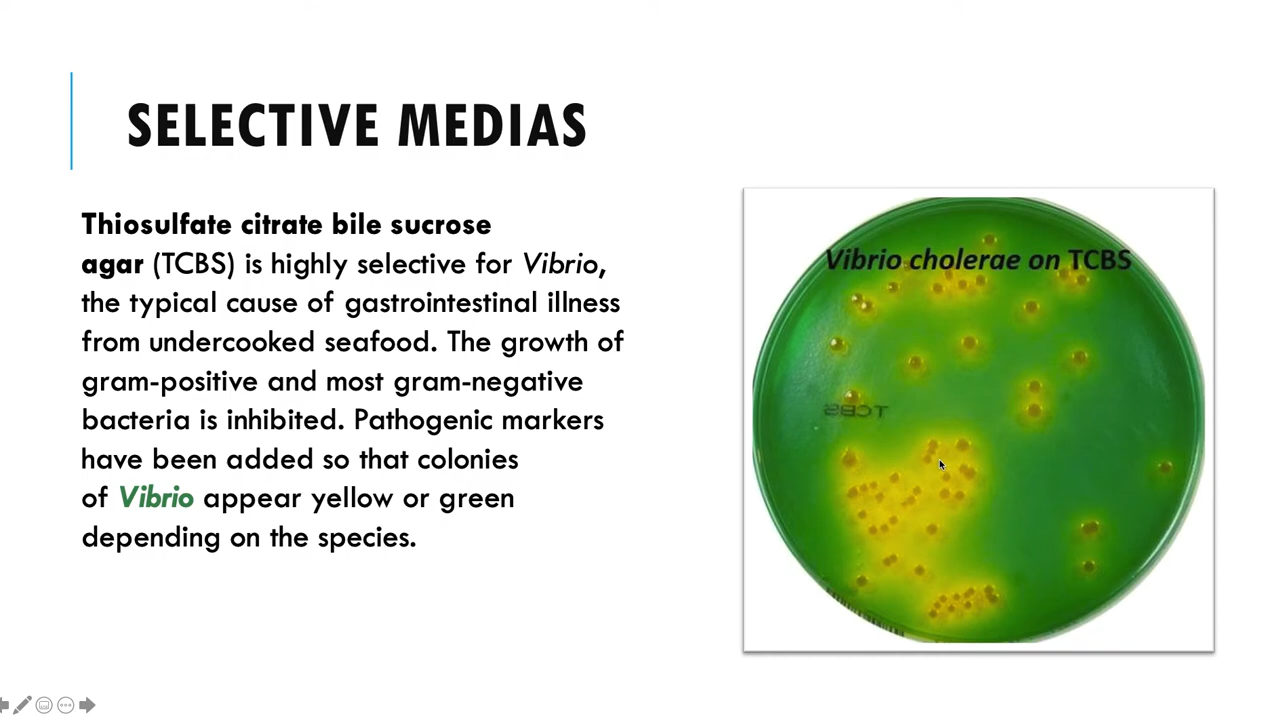 SELECTIVE MEDIAS
Thiosulfate citrate bile sucrose
agar (TCBS) is highly selective for Vibrio,
the typical cause of gastrointestinal illness
from undercooked seafood. The growth of
gram-positive and most gram-negative
bacteria is inhibited. Pathogenic markers
have been added so that colonies
of Vibrio appear yellow or green
depending on the species.
Vibrio cholerae on TCBS
TCBS